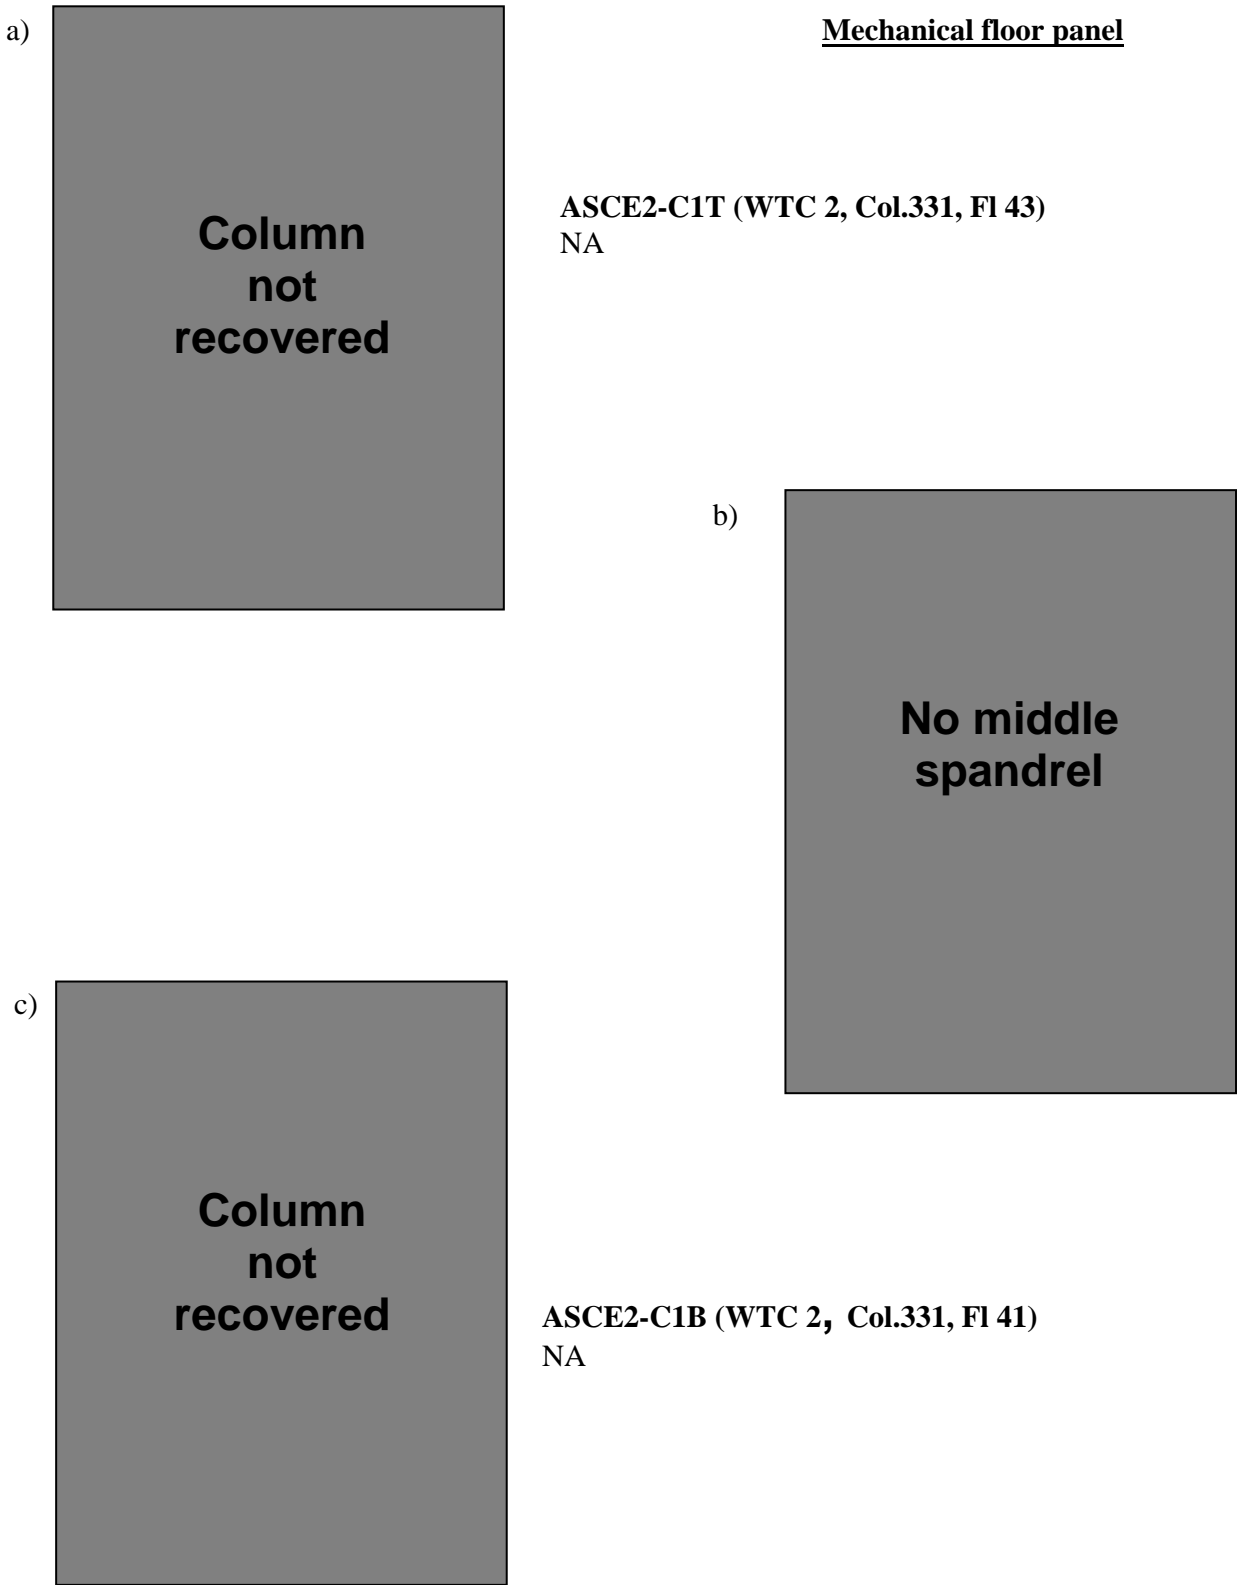 a)
Mechanical floor panel
Column
not
recovered
ASCE2-C1T (WTC 2, Col.331, Fl 43)
NA
b)
No middle
spandrel
c)
Column
not
recovered
ASCE2-C1B (WTC 2, Col.331, Fl 41)
NA